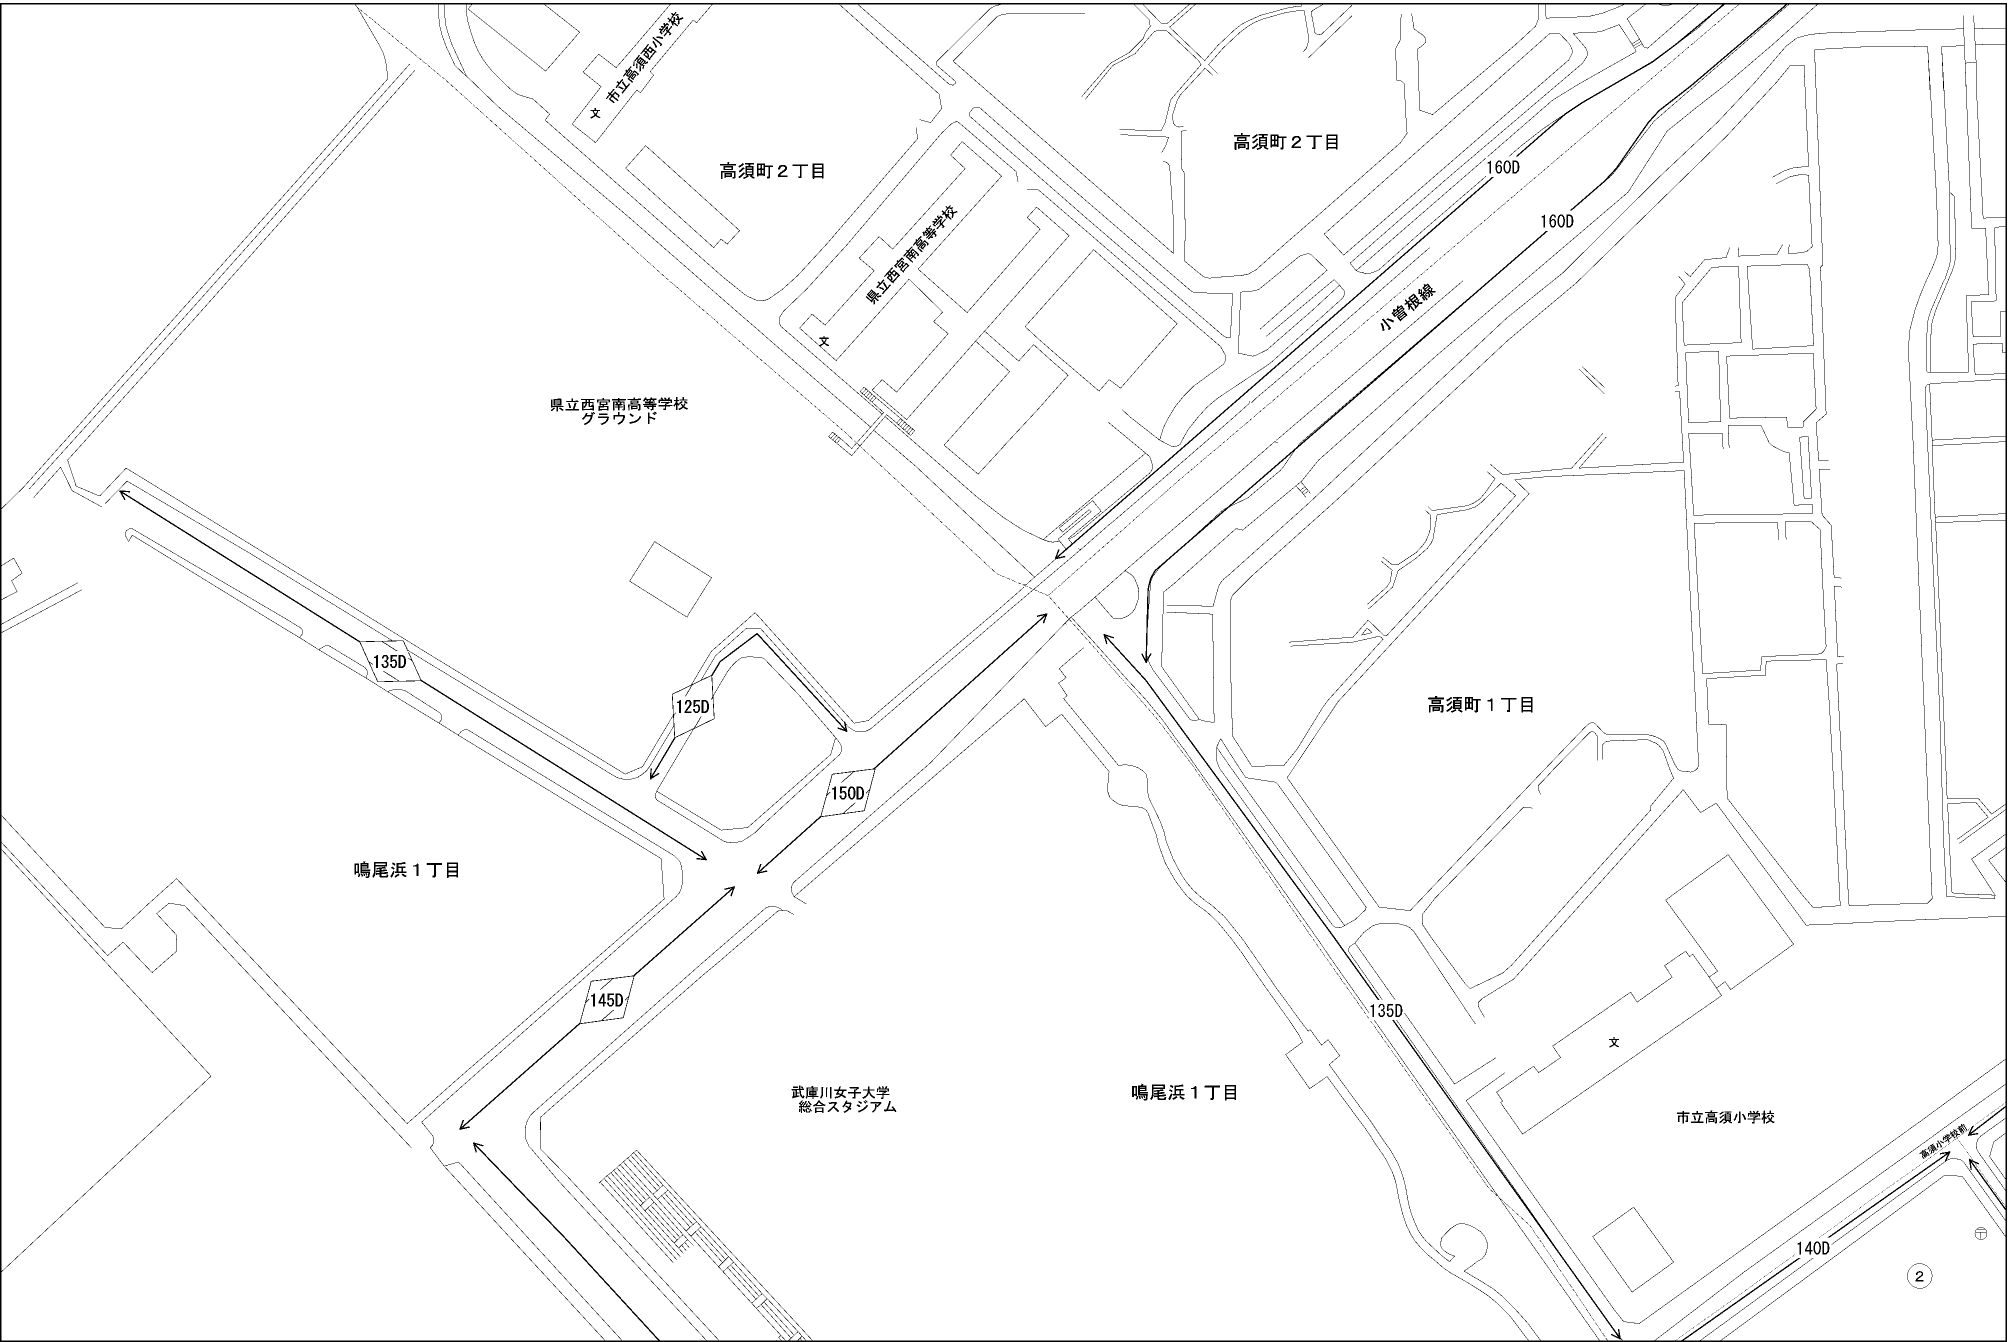 市立高須西小学校
文
高須町２丁目
高須町２丁目
160D
160D
県立西宮南高等学校
文
小曽根線
県立西宮南高等学校
グラウンド
135D
125D
高須町１丁目
150D
鳴尾浜１丁目
145D
135D
文
武庫川女子大学
総合スタジアム
鳴尾浜１丁目
市立高須小学校
高須小学校前
〒
140D
2